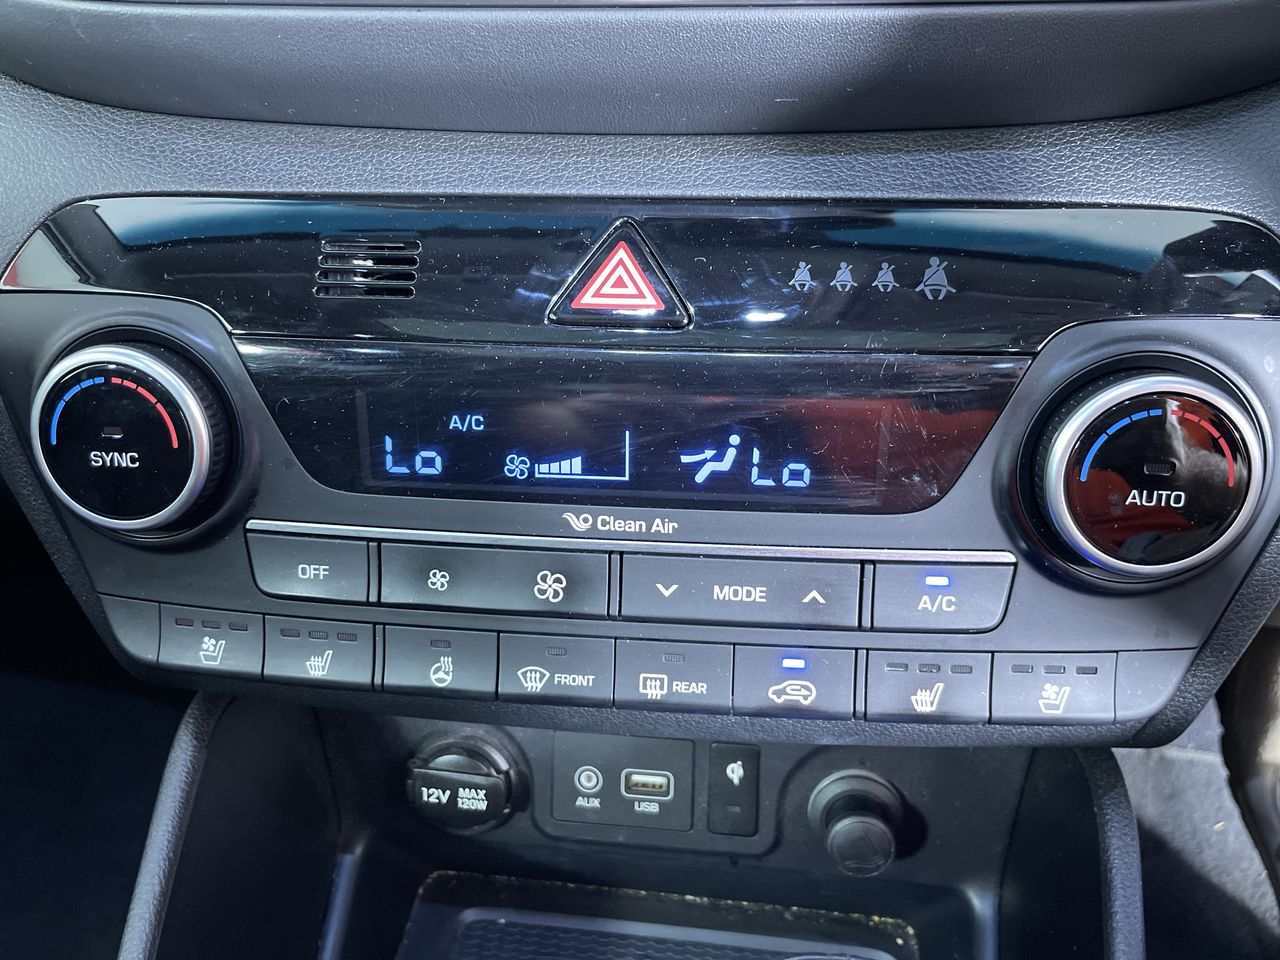 A/C
Lo
Lo
SYNC
AUTO
Clean Air
OFF
MODE
A/C
FRONT
REAR
12V MAX 120W
AUX
USB